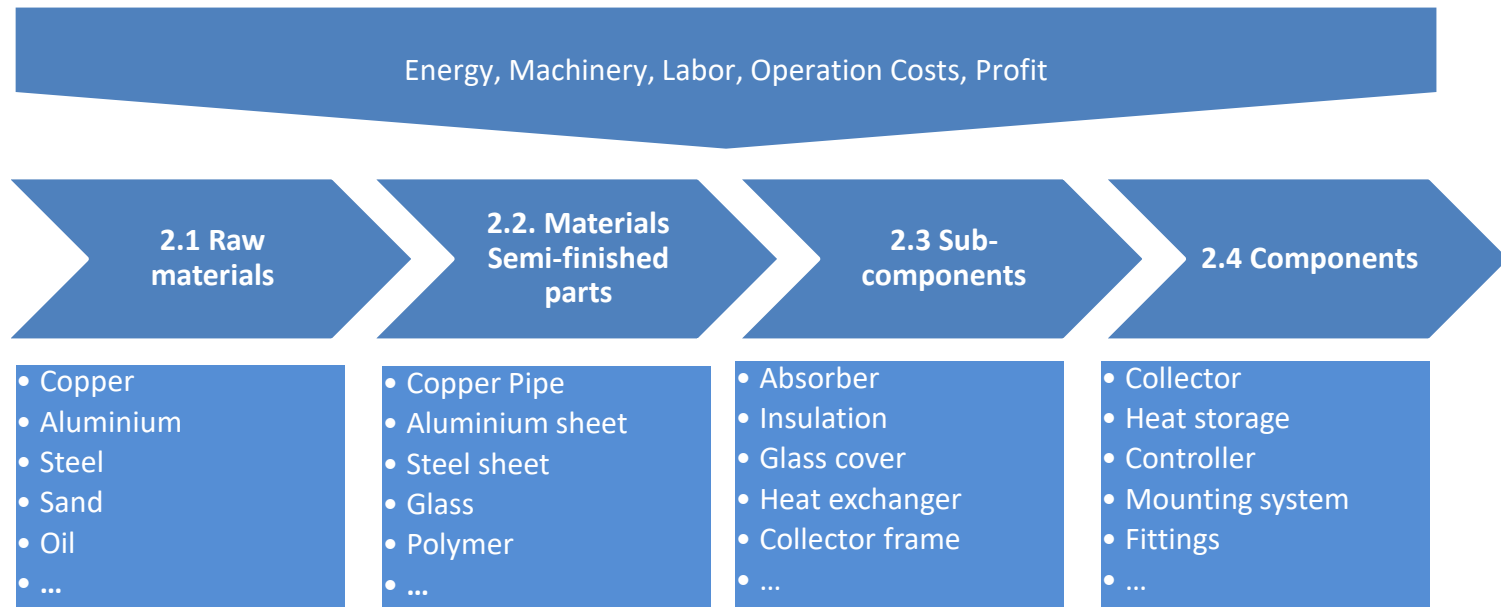 Energy, Machinery, Labor, Operation Costs, Profit
2.1 Raw
materials
2.2. Materials
Semi-finished
parts
2.3 Sub-
components
2.4 Components
• Copper
• Aluminium
• Steel
• Sand
• Oil
• ...
• Copper Pipe
• Aluminium sheet
• Steel sheet
• Glass
• Polymer
• ...
• Absorber
• Insulation
• Glass cover
• Heat exchanger
• Collector frame
• ...
• Collector
• Heat storage
• Controller
• Mounting system
• Fittings
• ...